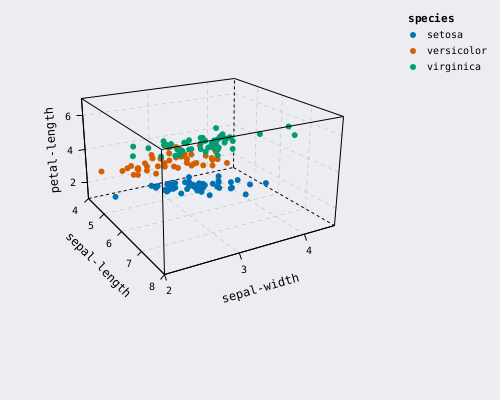 species
setosa
versicolor
virginica
petal-length
6
4
2
sepal-length
4
5
6
7
8
sepal-width
2
3
4